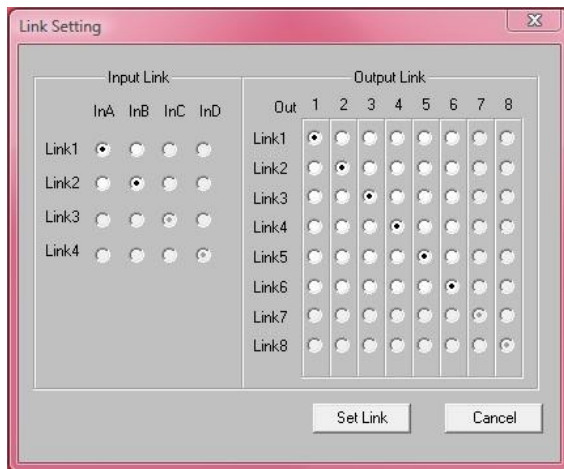 Link Setting
Input Link
InA InB InC InD
Link1
Link2
Link3
Link4
Output Link
Out 1 2 3 4 5 6 7 8
Link1
Link2
Link3
Link4
Link5
Link6
Link7
Link8
Set Link
Cancel